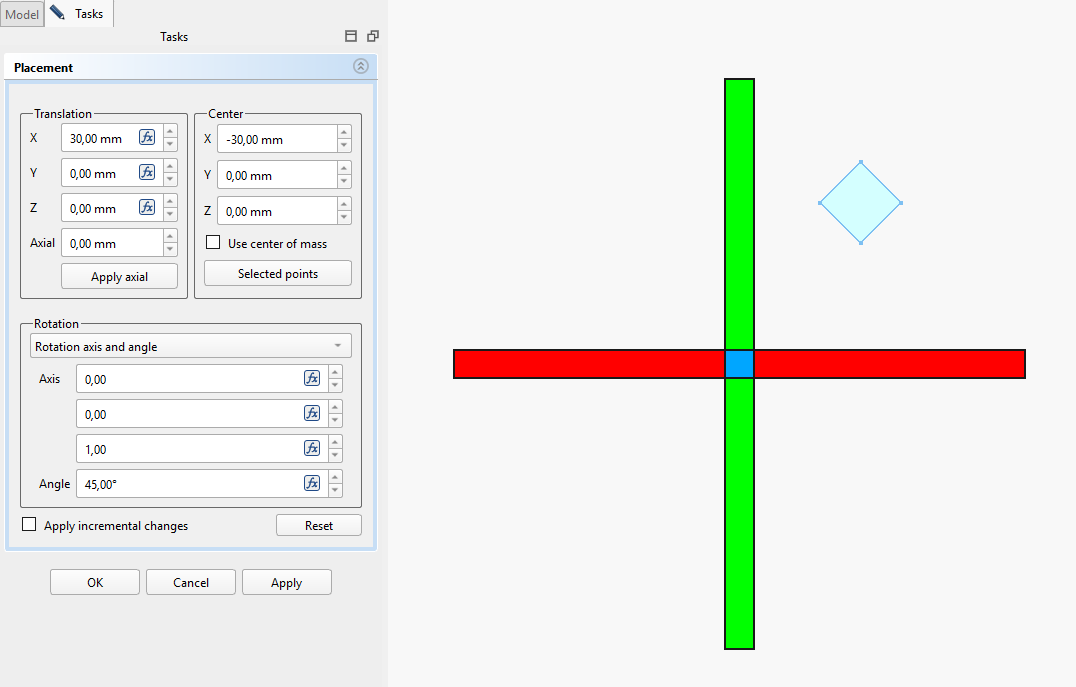 Model
Tasks
Tasks
Placement
Translation
X 30,00 mm
Y 0,00 mm
Z 0,00 mm
Axial 0,00 mm
Apply axial
Center
X -30,00 mm
Y 0,00 mm
Z 0,00 mm
Use center of mass
Selected points
Rotation
Rotation axis and angle
Axis 0,00
0,00
1,00
Angle 45,00°
Apply incremental changes
Reset
OK
Cancel
Apply